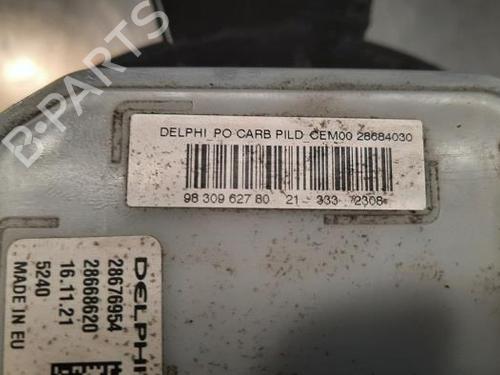 DELPHI PO CARB PILD CEM00 28684030
98 309 627 80 21 333 2308
DELPHI
28676954
28668620
16.11.21
5240
MADE IN EU
B-PARTS